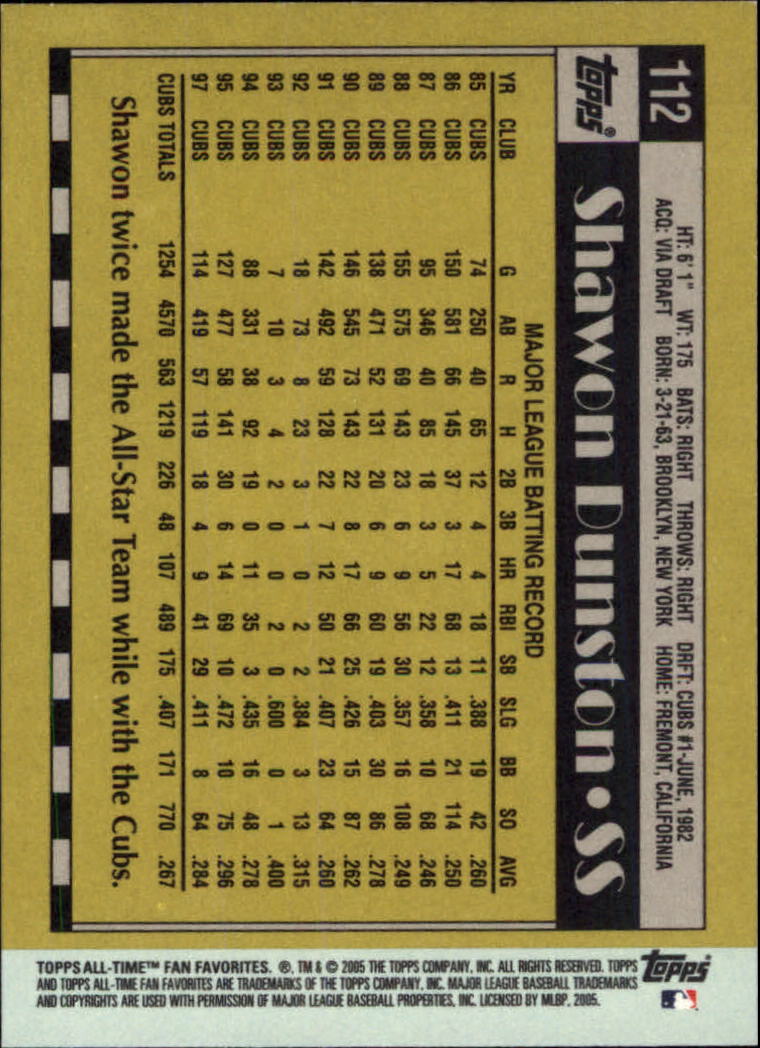 112
HT: 6' 1" WT: 175 BATS: RIGHT THROWS: RIGHT DRFT: CUBS #1-JUNE, 1982
ACQ: VIA DRAFT BORN: 3-21-63, BROOKLYN, NEW YORK HOME: FREMONT, CALIFORNIA
topps® Shawon Dunston•SS
MAJOR LEAGUE BATTING RECORD
YR CLUB G AB R H 2B 3B HR RBI SB SLG BB SO AVG
85 CUBS 74 250 40 65 12 4 4 18 11 .388 19 42 .260
86 CUBS 150 581 66 145 37 3 17 68 13 .411 21 114 .250
87 CUBS 95 346 40 85 18 3 5 22 12 .358 10 68 .246
88 CUBS 155 575 69 143 23 6 9 56 30 .357 16 108 .249
89 CUBS 138 471 52 131 20 6 9 60 19 .403 30 86 .278
90 CUBS 146 545 73 143 22 8 17 66 25 .426 15 87 .262
91 CUBS 142 492 59 128 22 7 12 50 21 .407 23 64 .260
92 CUBS 18 73 8 23 3 1 0 2 2 .384 3 13 .315
93 CUBS 7 10 3 4 2 0 0 2 0 .600 0 1 .400
94 CUBS 88 331 38 92 19 0 11 35 3 .435 16 48 .278
95 CUBS 127 477 58 141 30 6 14 69 10 .472 10 75 .296
97 CUBS 114 419 57 119 18 4 9 41 29 .411 8 64 .284
CUBS TOTALS 1254 4570 563 1219 226 48 107 489 175 .407 171 770 .267
Shawon twice made the All-Star Team while with the Cubs.
TOPPS ALL-TIME™ FAN FAVORITES. ®, TM & © 2005 THE TOPPS COMPANY, INC. ALL RIGHTS RESERVED. TOPPS
AND TOPPS ALL-TIME FAN FAVORITES ARE TRADEMARKS OF THE TOPPS COMPANY, INC. MAJOR LEAGUE BASEBALL TRADEMARKS
AND COPYRIGHTS ARE USED WITH PERMISSION OF MAJOR LEAGUE BASEBALL PROPERTIES, INC. LICENSED BY MLBP, 2005.
topps®